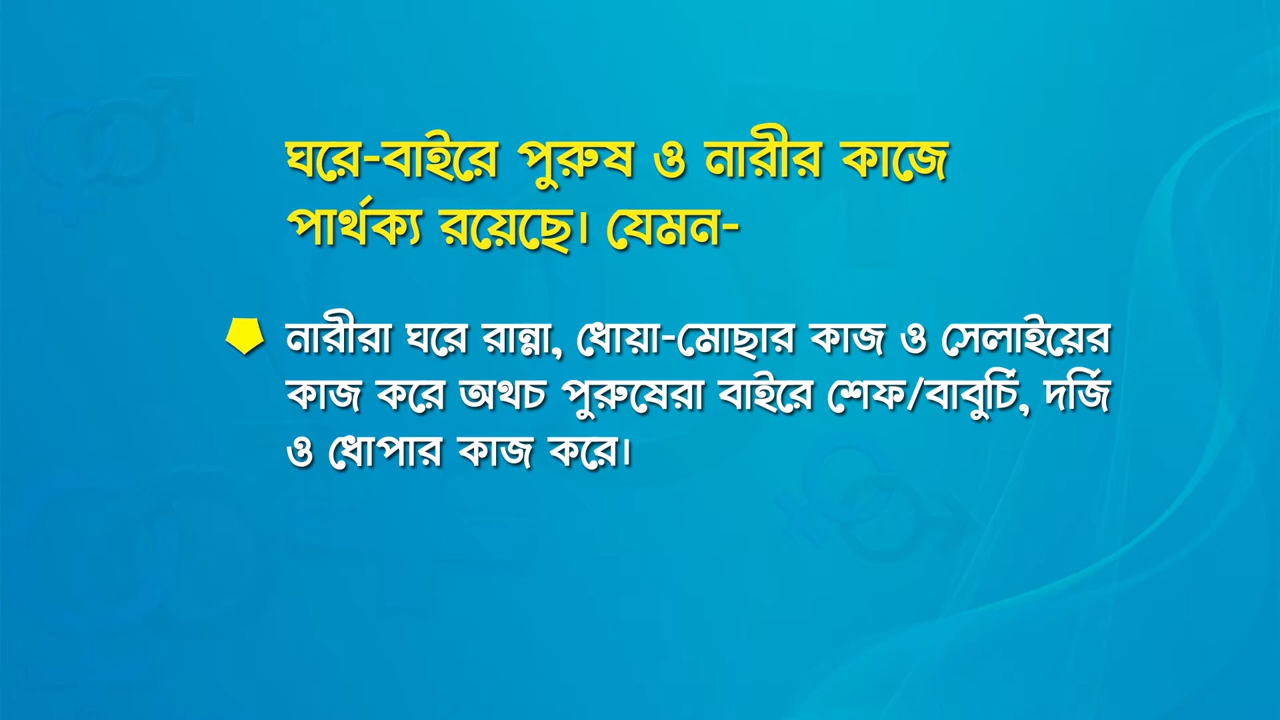 ঘরে-বাইরে পুরুষ ও নারীর কাজে
পার্থক্য রয়েছে। যেমন-
নারীরা ঘরে রান্না, ধোয়া-মোছার কাজ ও সেলাইয়ের
কাজ করে অথচ পুরুষেরা বাইরে শেফ/বাবুর্চি, দর্জি
ও ধোপার কাজ করে।